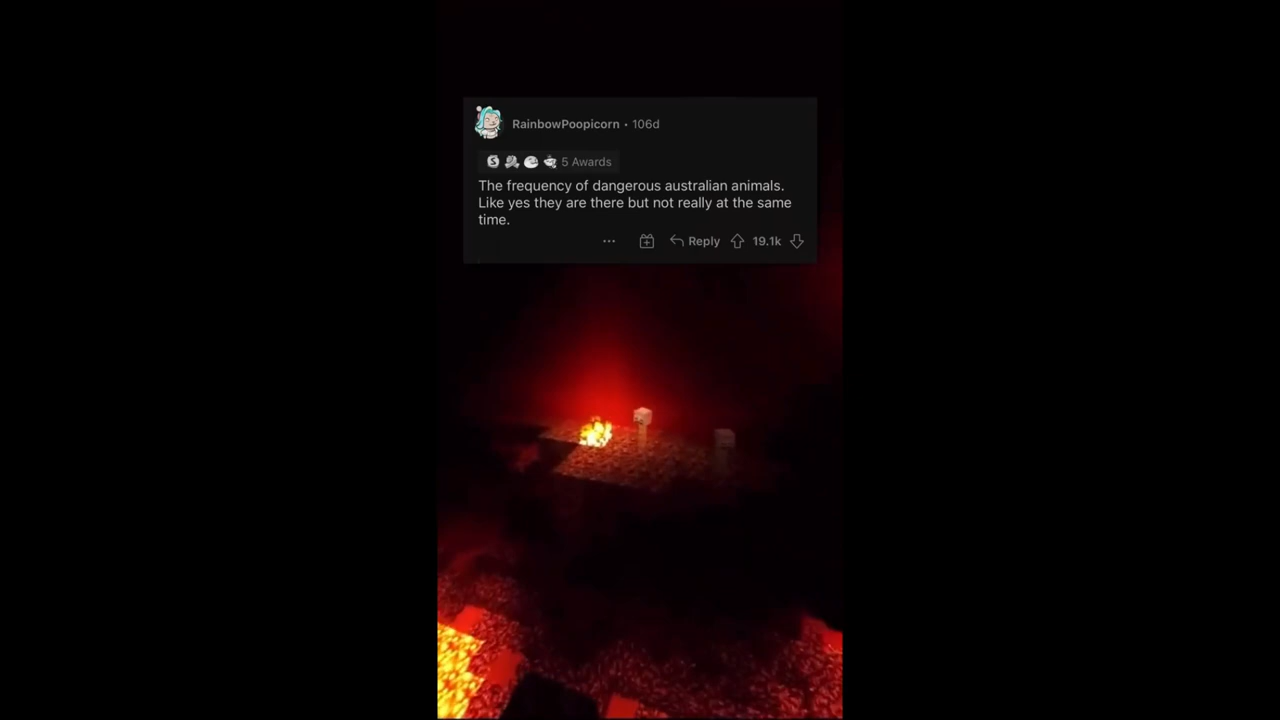 RainbowPoopicorn • 106d
5 Awards
The frequency of dangerous australian animals.
Like yes they are there but not really at the same
time.
··· Reply 19.1k